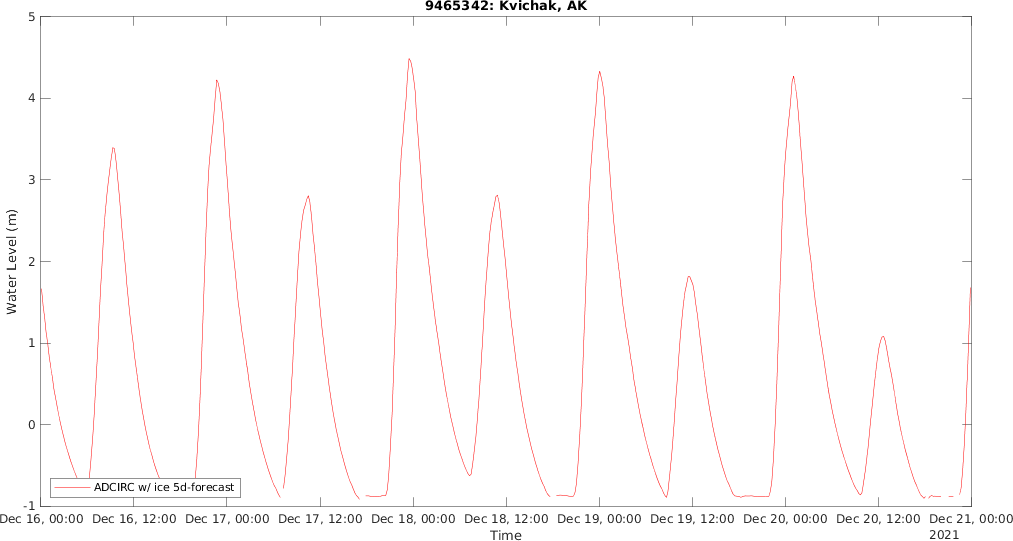 9465342: Kvichak, AK
5
4
3
2
1
0
-1
Water Level (m)
ADCIRC w/ ice 5d-forecast
Dec 16, 00:00 Dec 16, 12:00 Dec 17, 00:00 Dec 17, 12:00 Dec 18, 00:00 Dec 18, 12:00 Dec 19, 00:00 Dec 19, 12:00 Dec 20, 00:00 Dec 20, 12:00 Dec 21, 00:00
Time
2021